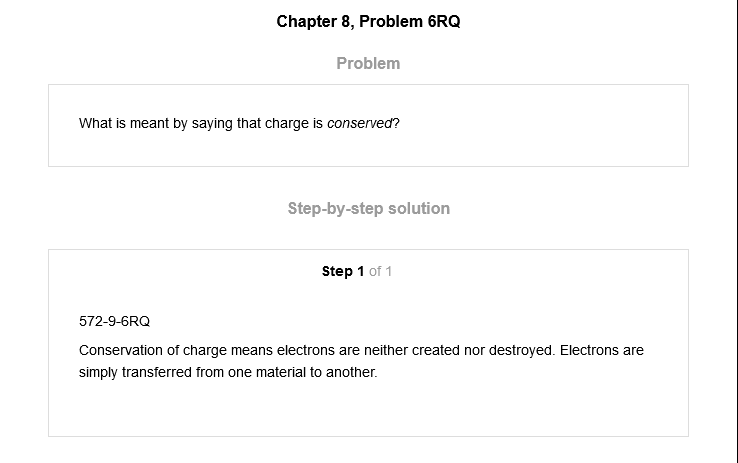 Chapter 8, Problem 6RQ
Problem
What is meant by saying that charge is conserved?
Step-by-step solution
Step 1 of 1
572-9-6RQ
Conservation of charge means electrons are neither created nor destroyed. Electrons are
simply transferred from one material to another.